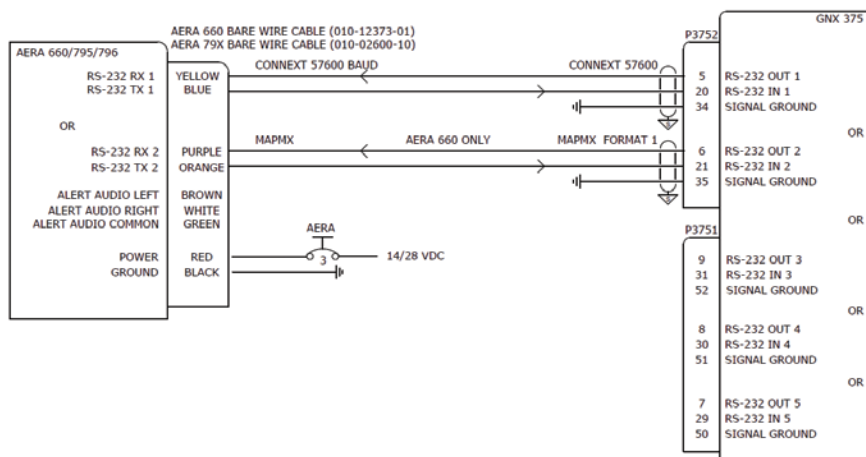 AERA 660 BARE WIRE CABLE (010-12373-01)
AERA 79X BARE WIRE CABLE (010-02600-10)
GNX 375
AERA 660/795/796
P3752
CONNEXT 57600 BAUD
CONNEXT 57600
RS-232 RX 1 YELLOW
RS-232 TX 1 BLUE
5 RS-232 OUT 1
20 RS-232 IN 1
34 SIGNAL GROUND
OR
OR
MAPMX
AERA 660 ONLY
MAPMX FORMAT 1
RS-232 RX 2 PURPLE
RS-232 TX 2 ORANGE
6 RS-232 OUT 2
21 RS-232 IN 2
35 SIGNAL GROUND
S
S
ALERT AUDIO LEFT BROWN
ALERT AUDIO RIGHT WHITE
ALERT AUDIO COMMON GREEN
OR
AERA
P3751
POWER RED
3
14/28 VDC
GROUND BLACK
9 RS-232 OUT 3
31 RS-232 IN 3
52 SIGNAL GROUND
OR
8 RS-232 OUT 4
30 RS-232 IN 4
51 SIGNAL GROUND
OR
7 RS-232 OUT 5
29 RS-232 IN 5
50 SIGNAL GROUND